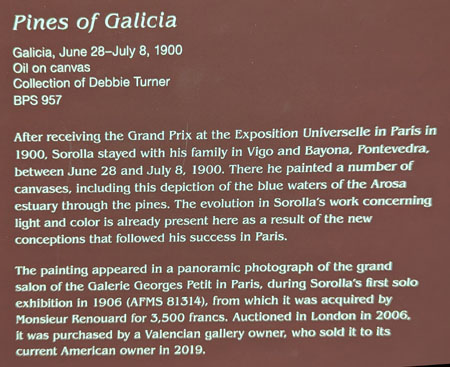 Pines of Galicia
Galicia, June 28–July 8, 1900
Oil on canvas
Collection of Debbie Turner
BPS 957
After receiving the Grand Prix at the Exposition Universelle in Paris in
1900, Sorolla stayed with his family in Vigo and Bayona, Pontevedra,
between June 28 and July 8, 1900. There he painted a number of
canvases, including this depiction of the blue waters of the Arosa
estuary through the pines. The evolution in Sorolla's work concerning
light and color is already present here as a result of the new
conceptions that followed his success in Paris.
The painting appeared in a panoramic photograph of the grand
salon of the Galerie Georges Petit in Paris, during Sorolla's first solo
exhibition in 1906 (AFMS 81314), from which it was acquired by
Monsieur Renouard for 3,500 francs. Auctioned in London in 2006,
it was purchased by a Valencian gallery owner, who sold it to its
current American owner in 2019.